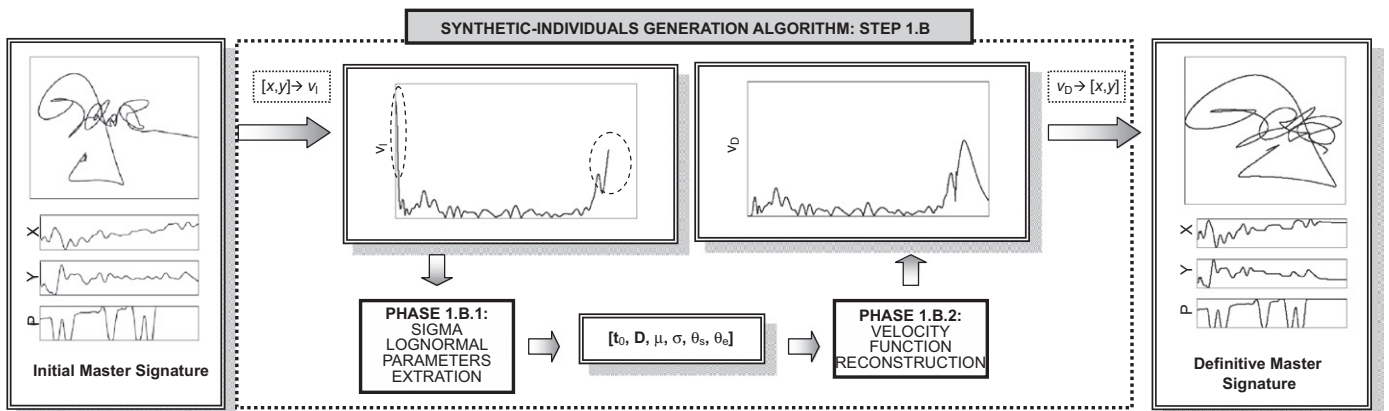 SYNTHETIC-INDIVIDUALS GENERATION ALGORITHM: STEP 1.B
X
Y
P
Initial Master Signature
[x,y]→ vI
vI
vD
vD→ [x,y]
PHASE 1.B.1:
SIGMA
LOGNORMAL
PARAMETERS
EXTRATION
[t0, D, μ, σ, θs, θe]
PHASE 1.B.2:
VELOCITY
FUNCTION
RECONSTRUCTION
X
Y
P
Definitive Master
Signature